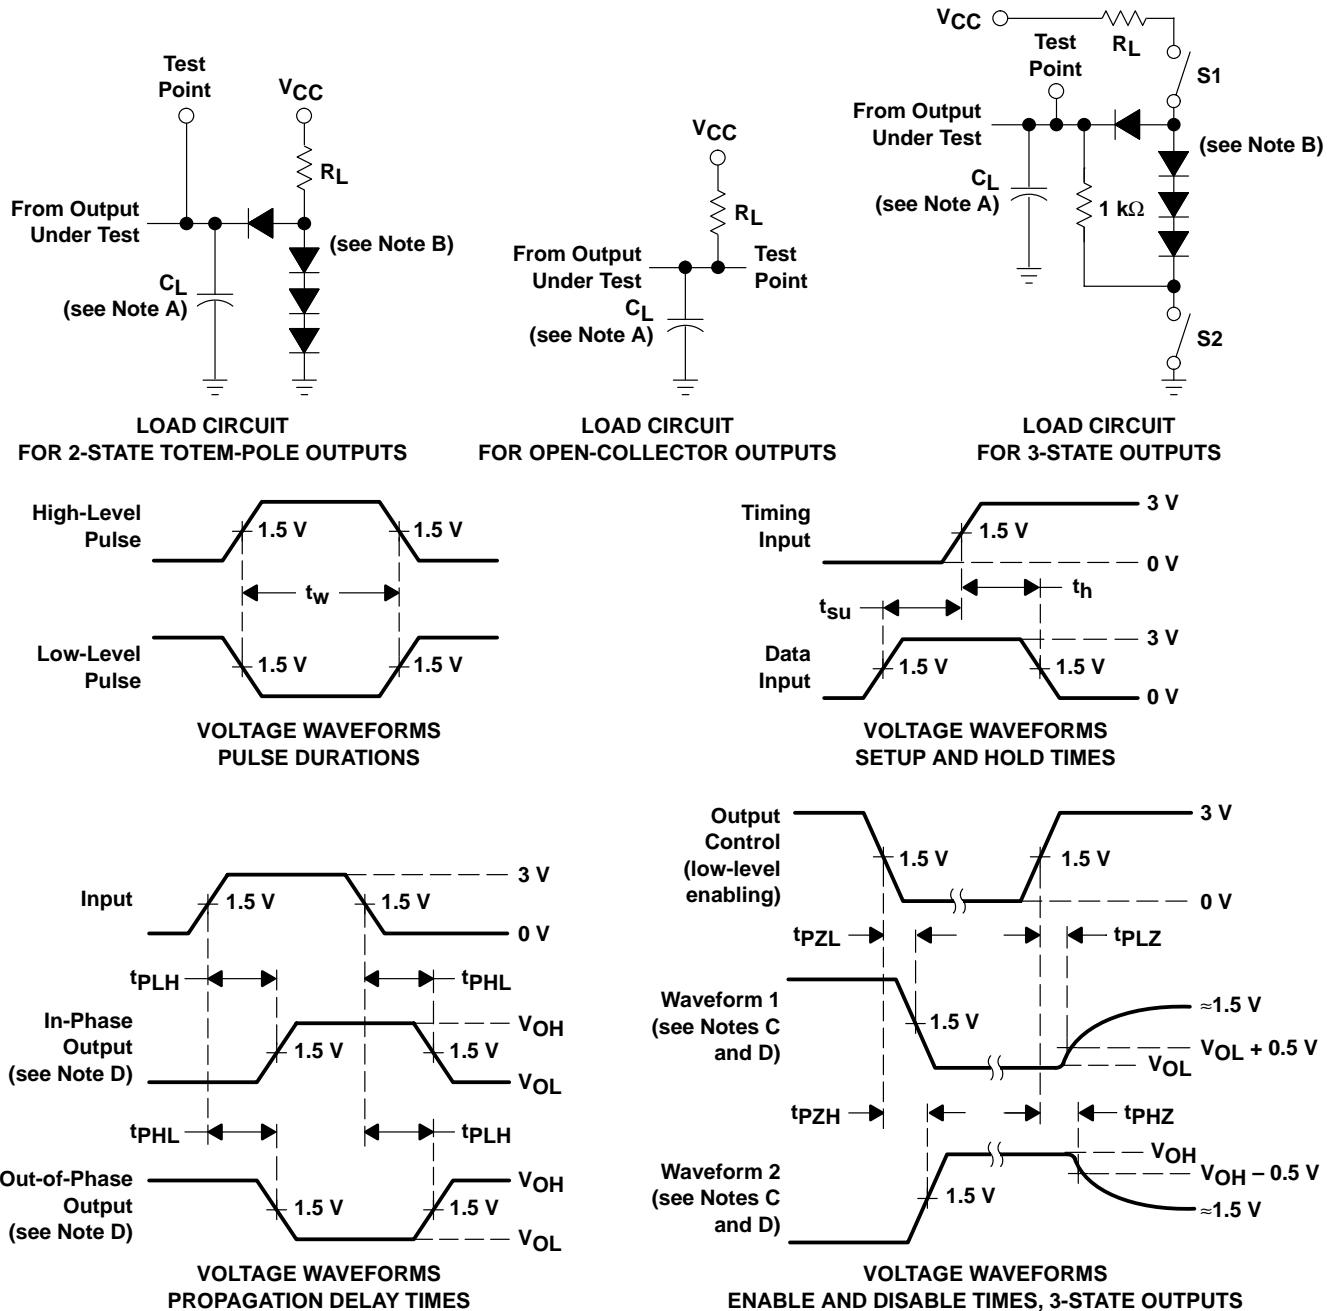 Test
Point
VCC
RL
From Output
Under Test
(see Note B)
CL
(see Note A)
LOAD CIRCUIT
FOR 2-STATE TOTEM-POLE OUTPUTS
VCC
RL
From Output
Under Test
Test
Point
CL
(see Note A)
LOAD CIRCUIT
FOR OPEN-COLLECTOR OUTPUTS
VCC
RL
Test
Point
S1
From Output
Under Test
(see Note B)
CL
(see Note A)
1 kΩ
S2
LOAD CIRCUIT
FOR 3-STATE OUTPUTS
High-Level
Pulse
1.5 V
1.5 V
tw
Low-Level
Pulse
1.5 V
1.5 V
VOLTAGE WAVEFORMS
PULSE DURATIONS
Timing
Input
1.5 V
3 V
0 V
th
tsu
Data
Input
1.5 V
1.5 V
3 V
0 V
VOLTAGE WAVEFORMS
SETUP AND HOLD TIMES
Input
1.5 V
1.5 V
3 V
0 V
tPLH
tPHL
In-Phase
Output
(see Note D)
1.5 V
1.5 V
VOH
VOL
tPHL
tPLH
Out-of-Phase
Output
(see Note D)
1.5 V
1.5 V
VOH
VOL
VOLTAGE WAVEFORMS
PROPAGATION DELAY TIMES
Output
Control
(low-level
enabling)
1.5 V
1.5 V
3 V
0 V
tPZL
tPLZ
Waveform 1
(see Notes C
and D)
1.5 V
≈1.5 V
VOL + 0.5 V
VOL
tPZH
tPHZ
Waveform 2
(see Notes C
and D)
1.5 V
VOH
VOH – 0.5 V
≈1.5 V
VOLTAGE WAVEFORMS
ENABLE AND DISABLE TIMES, 3-STATE OUTPUTS